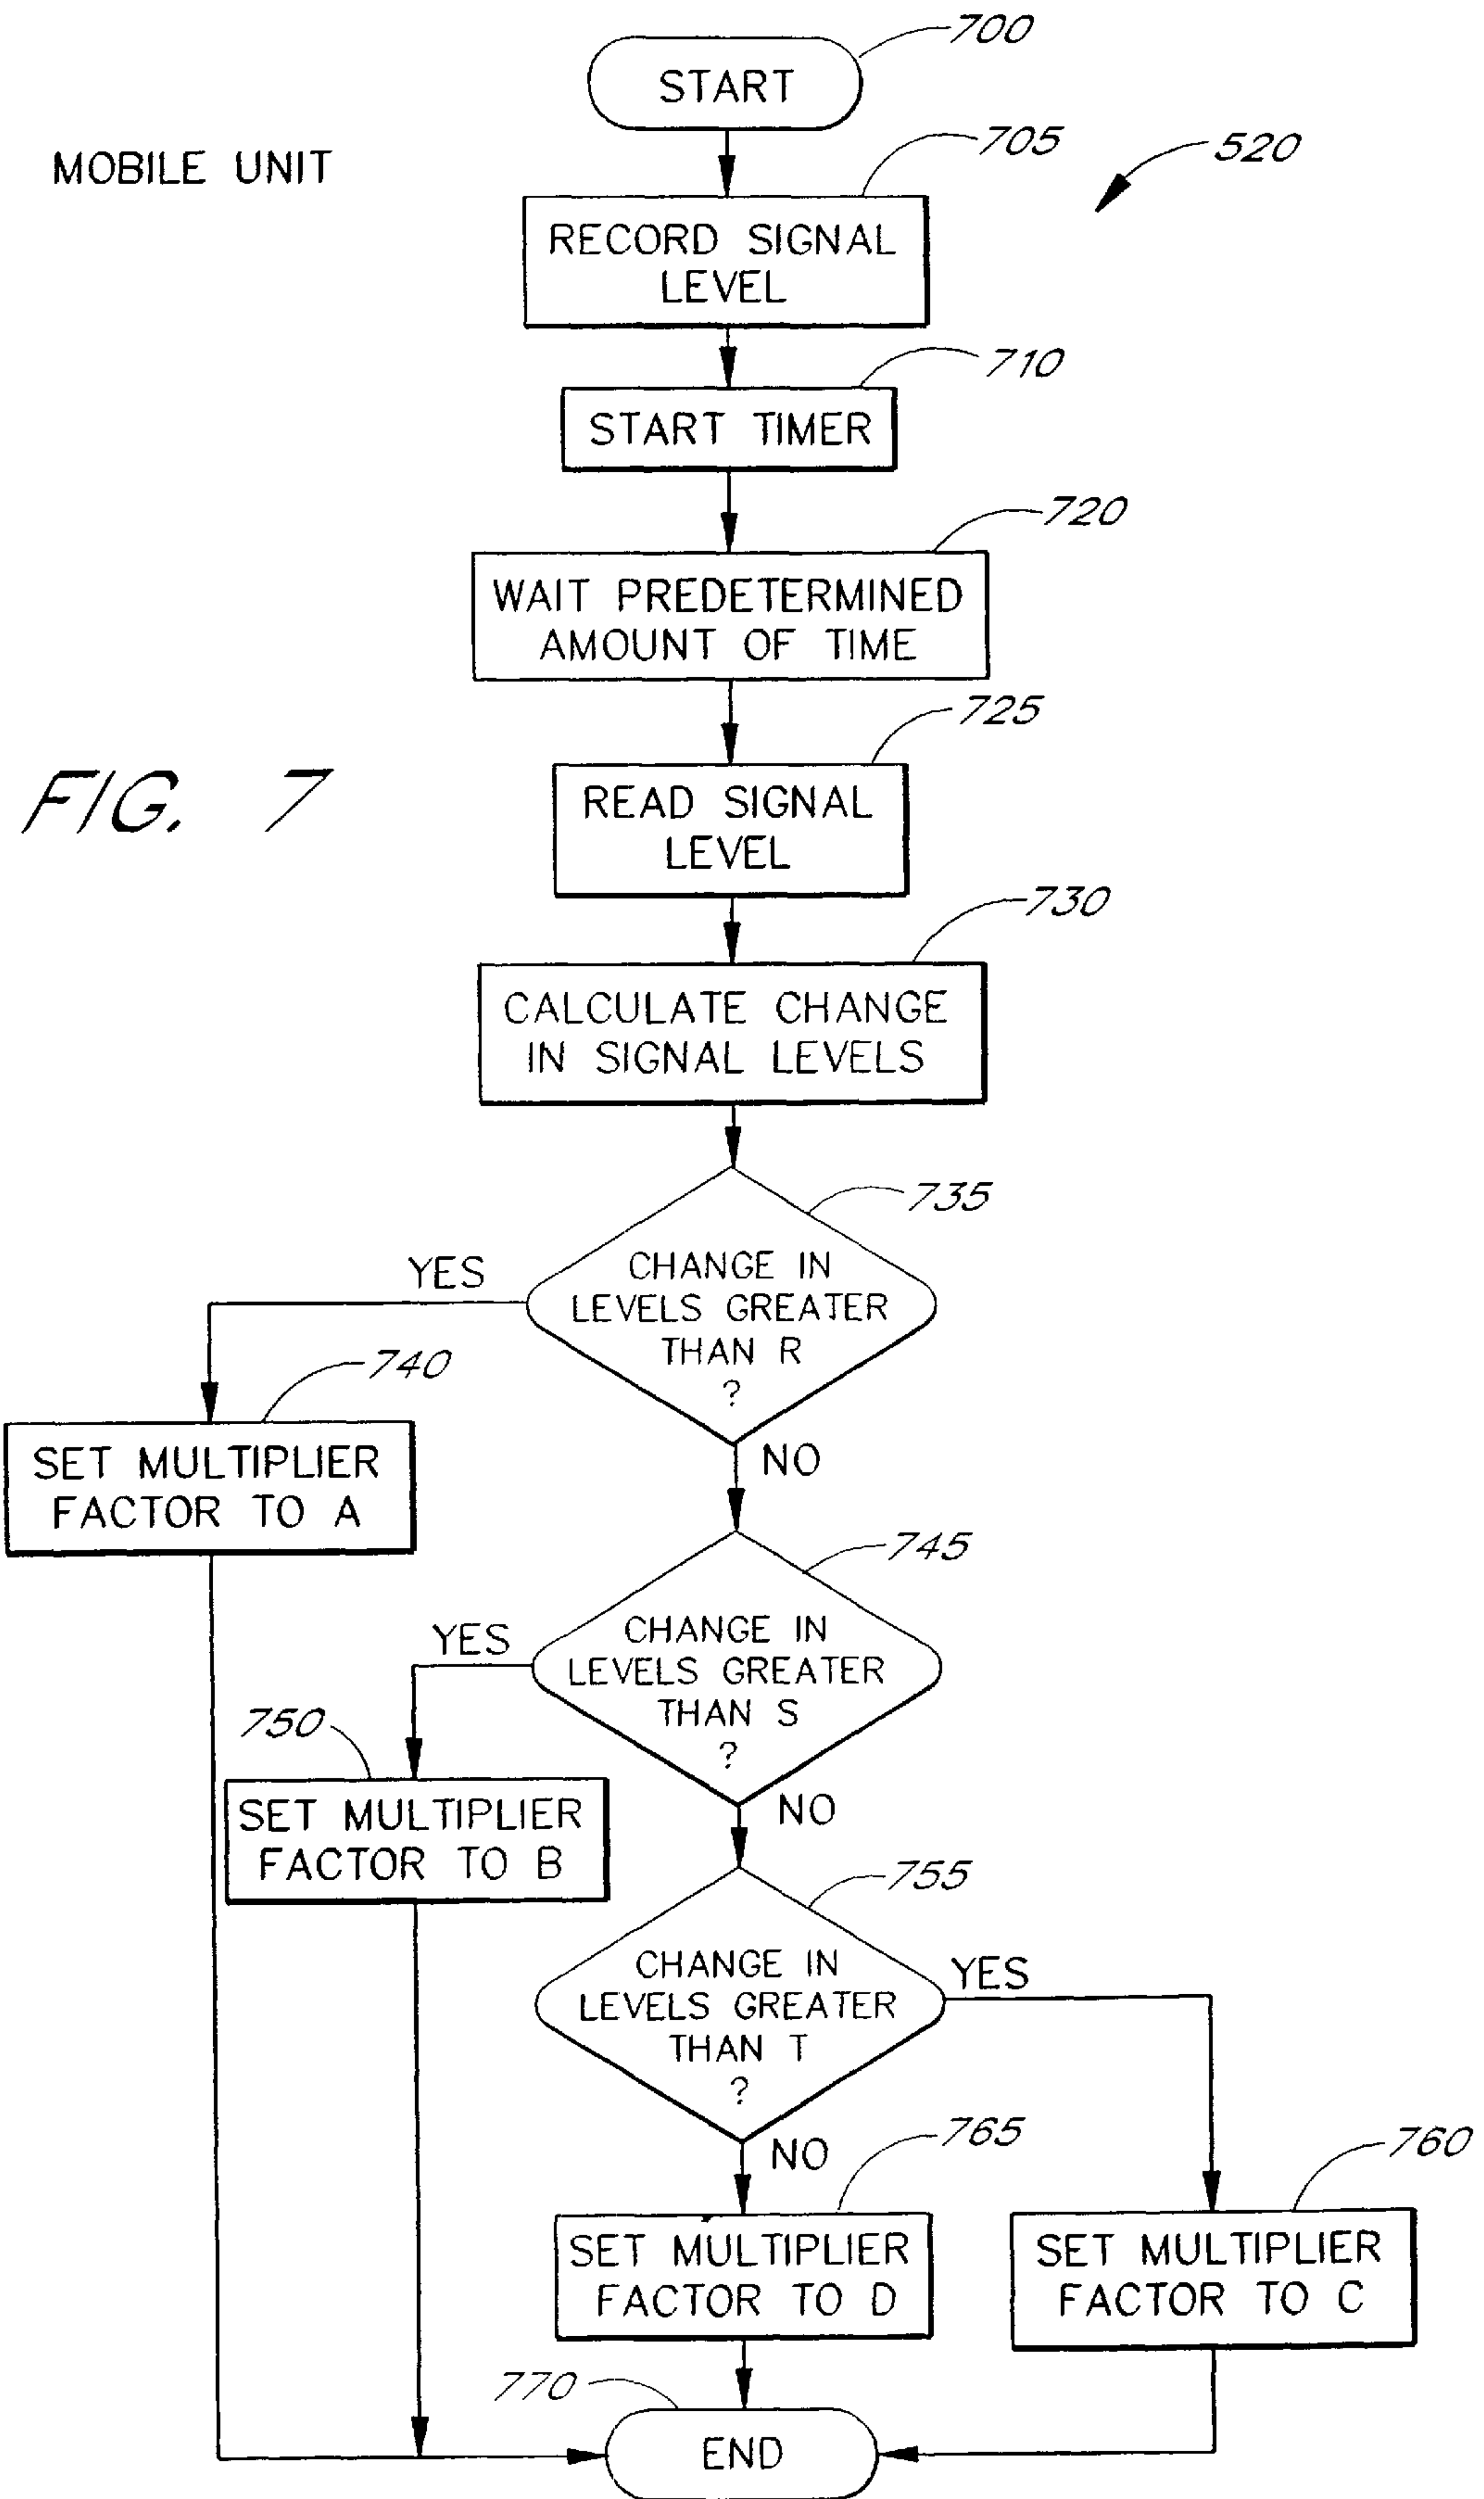 700
START
MOBILE UNIT
705
520
RECORD SIGNAL
LEVEL
710
START TIMER
720
WAIT PREDETERMINED
AMOUNT OF TIME
725
FIG. 7
READ SIGNAL
LEVEL
730
CALCULATE CHANGE
IN SIGNAL LEVELS
735
YES
CHANGE IN
LEVELS GREATER
THAN R
?
740
NO
SET MULTIPLIER
FACTOR TO A
745
YES
CHANGE IN
LEVELS GREATER
THAN S
?
750
NO
SET MULTIPLIER
FACTOR TO B
755
CHANGE IN
LEVELS GREATER
THAN T
?
YES
765
760
NO
SET MULTIPLIER
FACTOR TO D
SET MULTIPLIER
FACTOR TO C
770
END